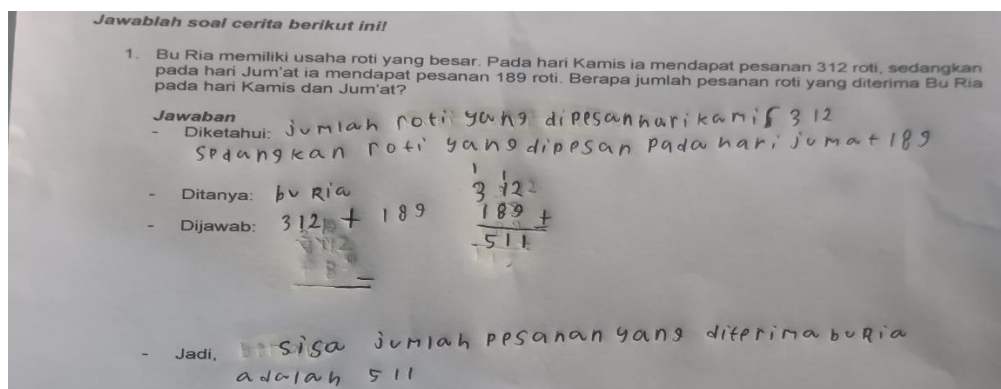 Jawablah soal cerita berikut ini!
1. Bu Ria memiliki usaha roti yang besar. Pada hari Kamis ia mendapat pesanan 312 roti, sedangkan
pada hari Jum'at ia mendapat pesanan 189 roti. Berapa jumlah pesanan roti yang diterima Bu Ria
pada hari Kamis dan Jum'at?
Jawaban
- Diketahui: jumlah roti yang dipesan hari kamis 312
sedangkan roti yang dipesan pada hari jumat 189
- Ditanya: bu Ria
- Dijawab: 312 + 189
1 1
3122
189 +
511
- Jadi, sisa jumlah pesanan yang diterima bu Ria
adalah 511